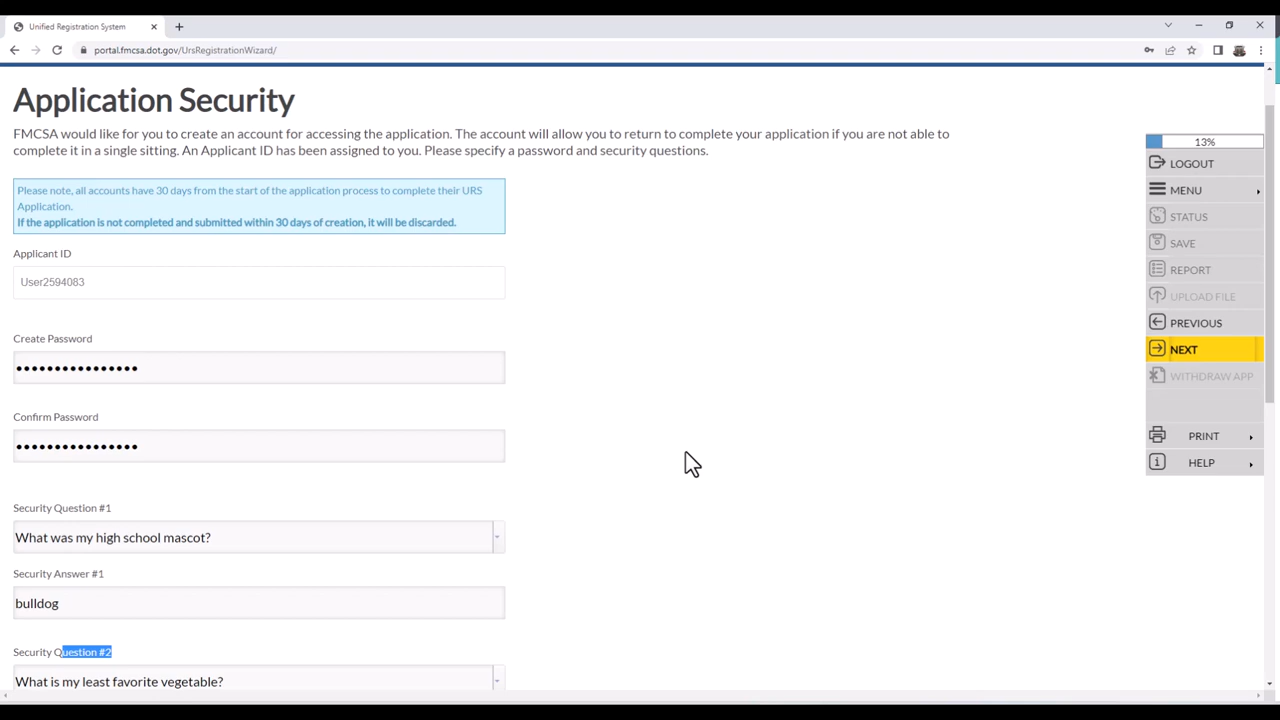 Unified Registration System
portal.fmcsa.dot.gov/UrsRegistrationWizard/
Application Security
FMCSA would like for you to create an account for accessing the application. The account will allow you to return to complete your application if you are not able to
complete it in a single sitting. An Applicant ID has been assigned to you. Please specify a password and security questions.
Please note, all accounts have 30 days from the start of the application process to complete their URS
Application.
If the application is not completed and submitted within 30 days of creation, it will be discarded.
Applicant ID
User2594083
Create Password
••••••••••••••••
Confirm Password
••••••••••••••••
Security Question #1
What was my high school mascot?
Security Answer #1
bulldog
Security Question #2
What is my least favorite vegetable?
13%
LOGOUT
MENU
STATUS
SAVE
REPORT
UPLOAD FILE
PREVIOUS
NEXT
WITHDRAW APP
PRINT
HELP